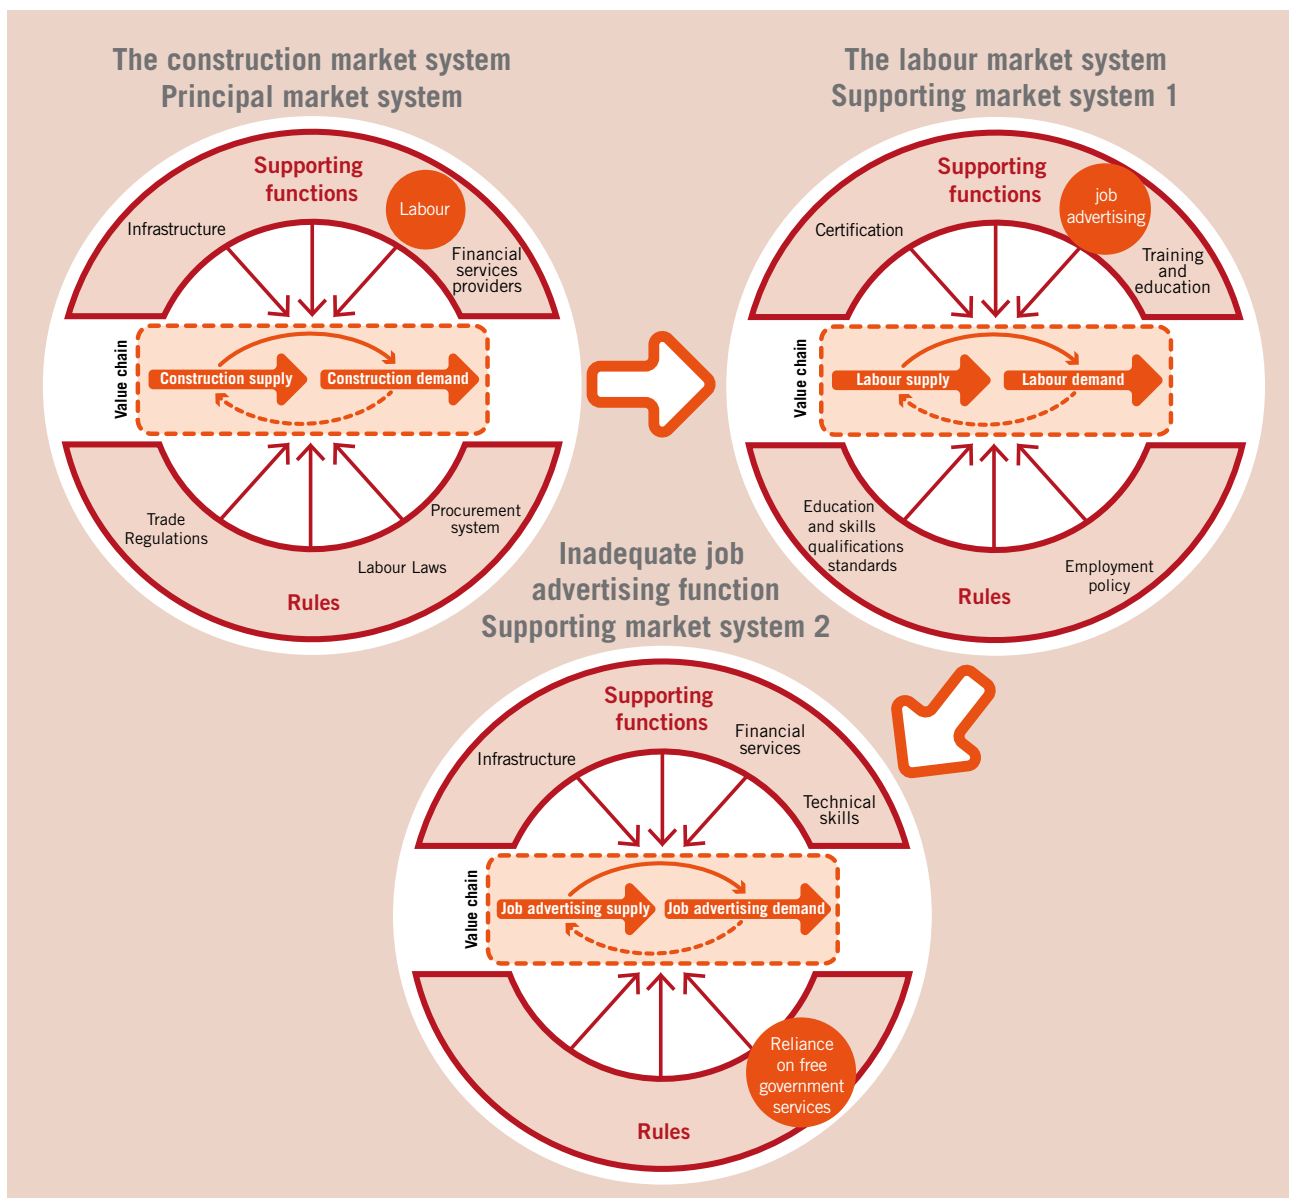 The construction market system
Principal market system
Supporting
functions
Labour
Infrastructure
Financial
services
providers
Value chain
Construction supply
Construction demand
Trade
Regulations
Procurement
system
Labour Laws
Rules
The labour market system
Supporting market system 1
Supporting
functions
job
advertising
Certification
Training
and
education
Value chain
Labour supply
Labour demand
Education
and skills
qualifications
standards
Employment
policy
Rules
Inadequate job
advertising function
Supporting market system 2
Supporting
functions
Financial
services
Infrastructure
Technical
skills
Value chain
Job advertising supply
Job advertising demand
Reliance
on free
government
services
Rules